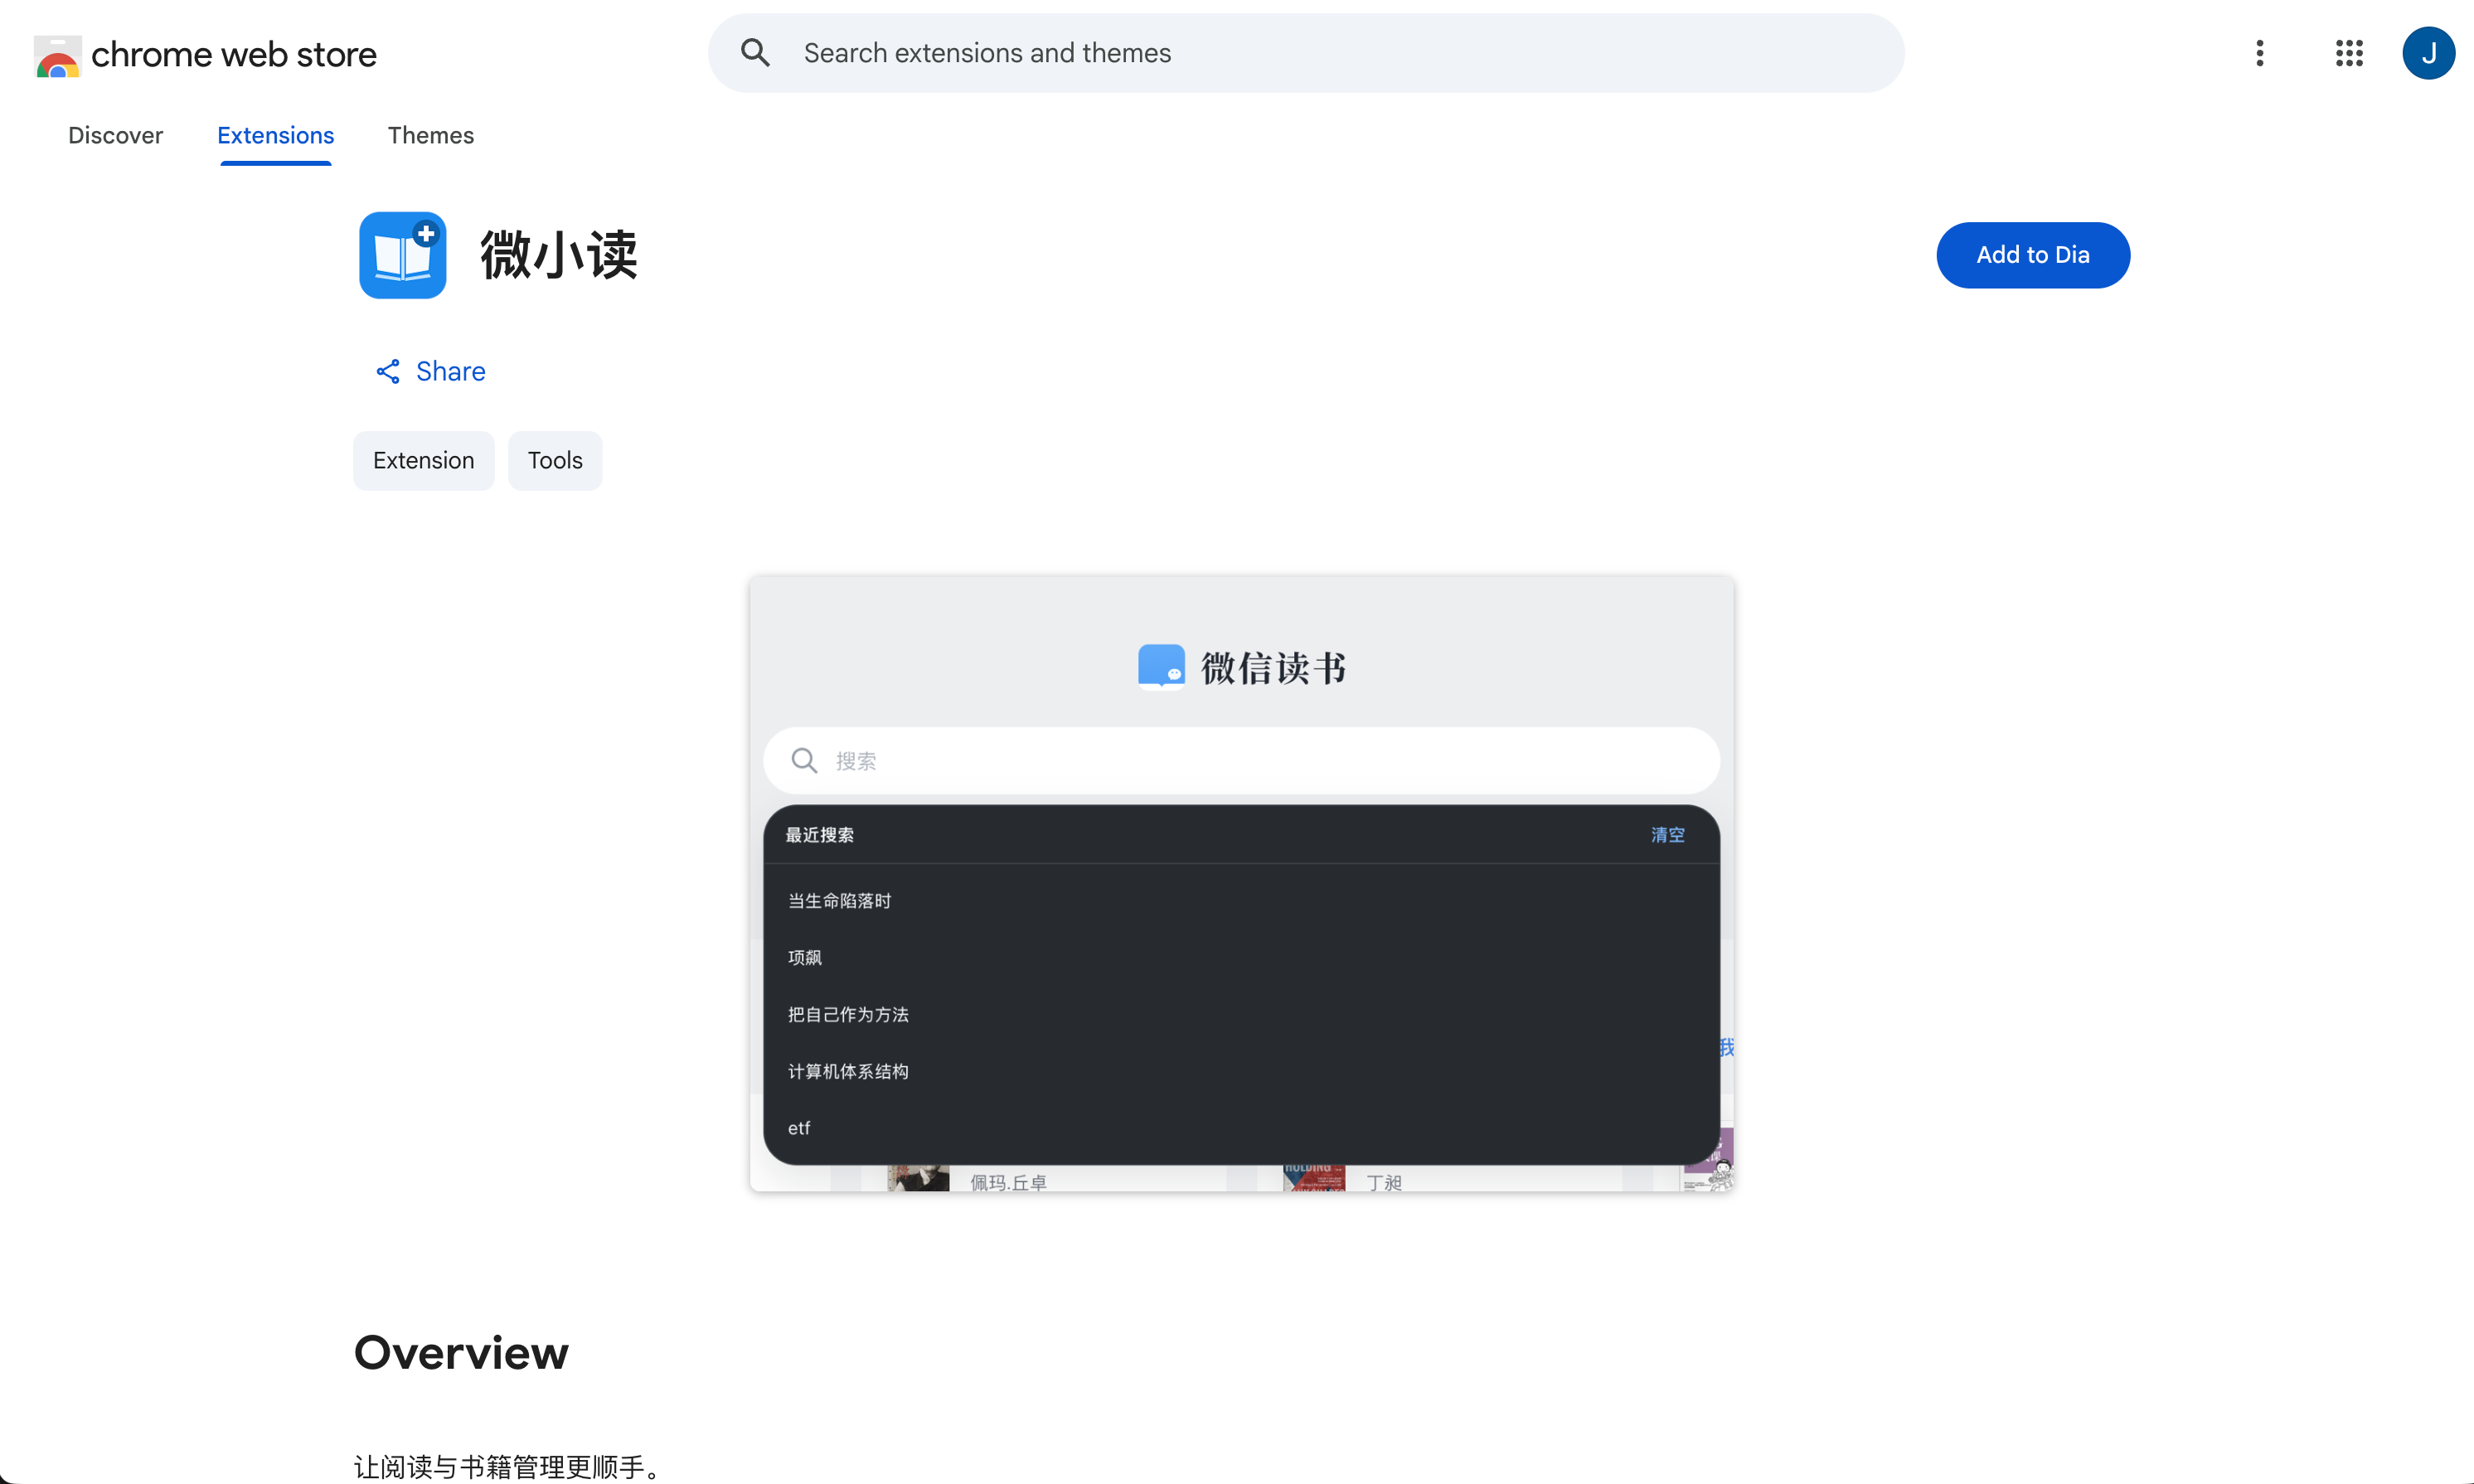 chrome web store
Search extensions and themes
J
Discover
Extensions
Themes
微小读
Add to Dia
Share
Extension
Tools
微信读书
搜索
最近搜索
清空
当生命陷落时
项飙
把自己作为方法
我
计算机体系结构
etf
HOLDING
佩玛.丘卓
丁昶
Overview
让阅读与书籍管理更顺手。